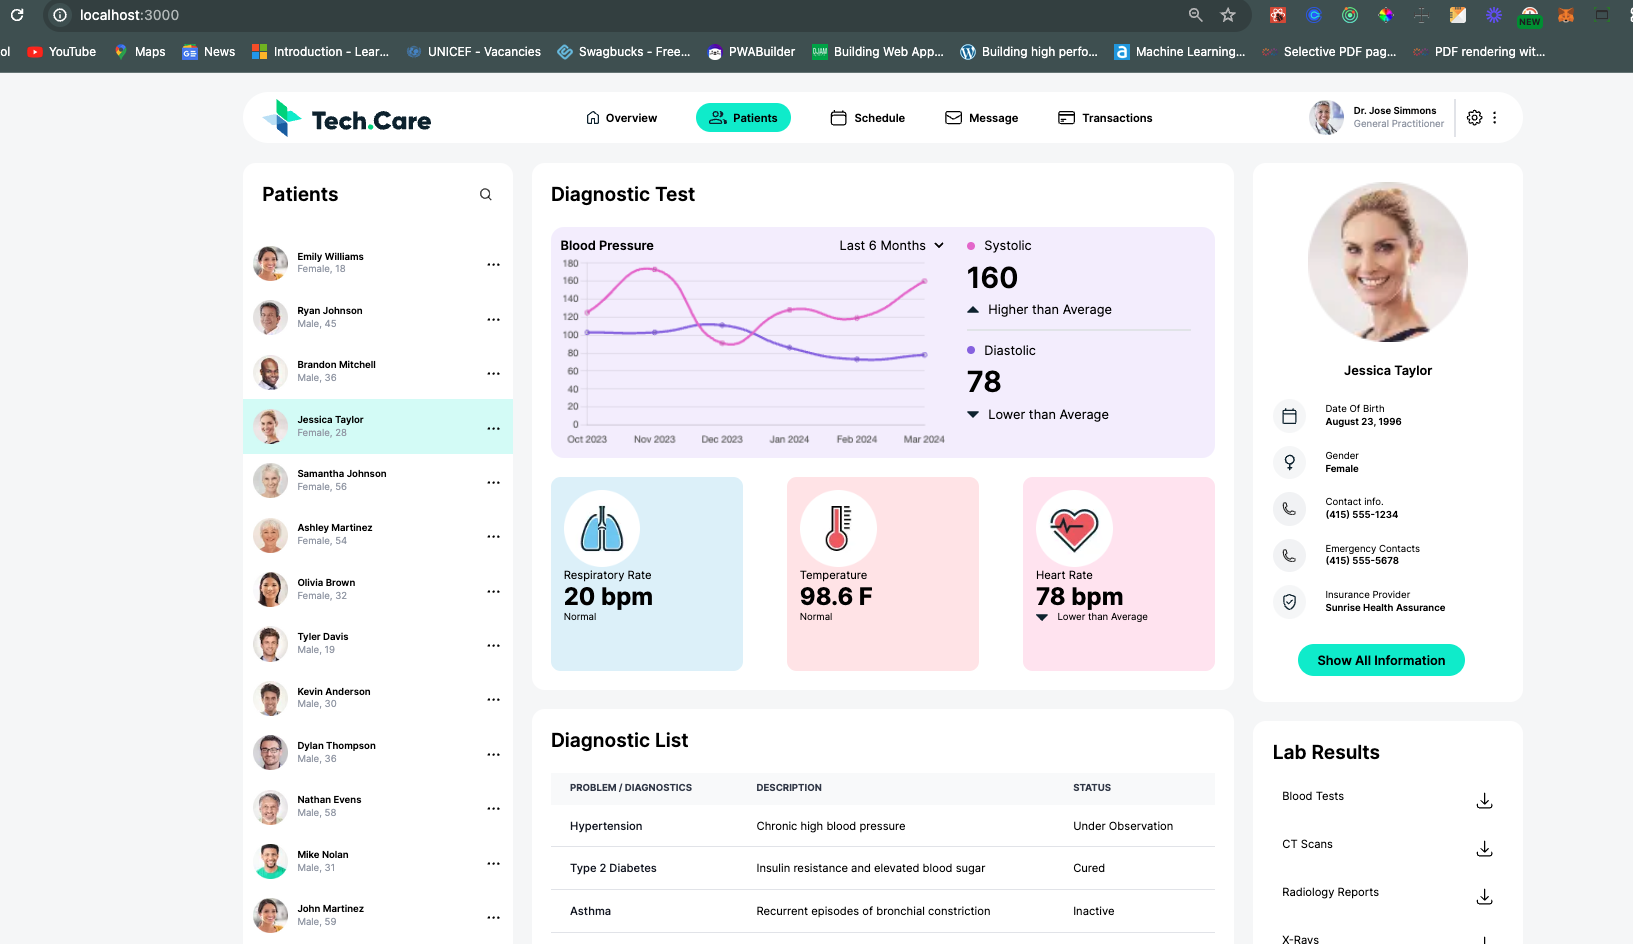 localhost:3000
NEW
ol
YouTube
Maps
News
Introduction - Lear...
UNICEF - Vacancies
Swagbucks - Free...
PWABuilder
Building Web App...
Building high perfo...
Machine Learning...
Selective PDF pag...
PDF rendering wit...
Tech.Care
Overview
Patients
Schedule
Message
Transactions
Dr. Jose Simmons
General Practitioner
Patients
Emily Williams
Female, 18
Ryan Johnson
Male, 45
Brandon Mitchell
Male, 36
Jessica Taylor
Female, 28
Samantha Johnson
Female, 56
Ashley Martinez
Female, 54
Olivia Brown
Female, 32
Tyler Davis
Male, 19
Kevin Anderson
Male, 30
Dylan Thompson
Male, 36
Nathan Evens
Male, 58
Mike Nolan
Male, 31
John Martinez
Male, 59
Diagnostic Test
Blood Pressure
Last 6 Months
180
160
140
120
100
80
60
40
20
0
Oct 2023
Nov 2023
Dec 2023
Jan 2024
Feb 2024
Mar 2024
Systolic
160
Higher than Average
Diastolic
78
Lower than Average
Respiratory Rate
20 bpm
Normal
Temperature
98.6 F
Normal
Heart Rate
78 bpm
Lower than Average
Diagnostic List
PROBLEM / DIAGNOSTICS DESCRIPTION STATUS
Hypertension Chronic high blood pressure Under Observation
Type 2 Diabetes Insulin resistance and elevated blood sugar Cured
Asthma Recurrent episodes of bronchial constriction Inactive
Jessica Taylor
Date Of Birth
August 23, 1996
Gender
Female
Contact info.
(415) 555-1234
Emergency Contacts
(415) 555-5678
Insurance Provider
Sunrise Health Assurance
Show All Information
Lab Results
Blood Tests
CT Scans
Radiology Reports
X-Rays